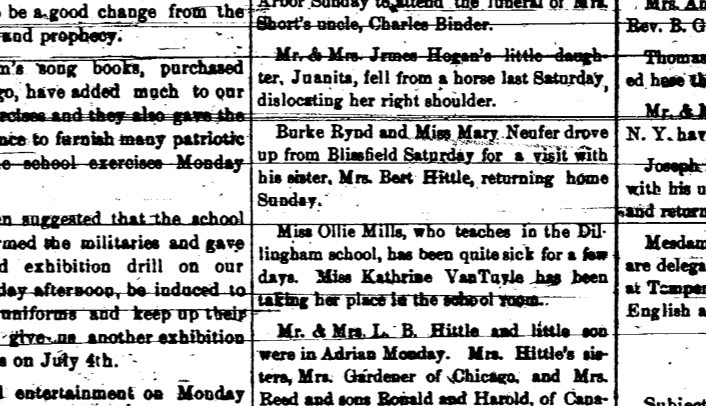 be a good change from the
and prophecy.
song books, purchased
have added much to our
and they also gave the
to furnish many patriotic
school exercises Monday
suggested that the school
the militaries and gave
exhibition drill on our
afternoon, be induced to
uniforms and keep up their
give us another exhibition
on July 4th.
entertainment on Monday
Arbor Sunday to attend the funeral of Mrs.
Short's uncle, Charles Binder.
Mr. & Mrs. James Hogan's little daugh-
ter, Juanita, fell from a horse last Saturday,
dislocating her right shoulder.
Burke Rynd and Miss Mary Neufer drove
up from Blissfield Saturday for a visit with
his sister, Mrs. Bert Hittle, returning home
Sunday.
Miss Ollie Mills, who teaches in the Dil-
lingham school, has been quite sick for a few
days. Miss Kathrine VanTuyle has been
taking her place in the school room.
Mr. & Mrs. L. B. Hittle and little son
were in Adrian Monday. Mrs. Hittle's sis-
ters, Mrs. Gardener of Chicago, and Mrs.
Reed and sons Ronald and Harold, of Cana-
Mrs.
Rev. B. G
Thomas
ed
Mr. &
N. Y. hav
Joseph
with his
and return
Mesdam
are delega
at
English a
Subject